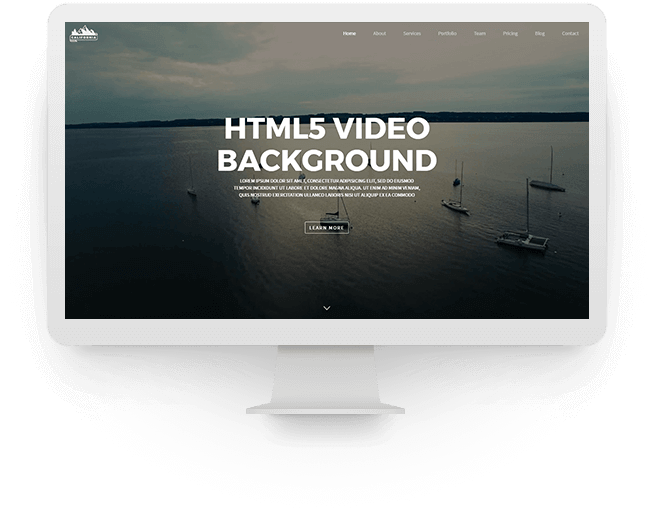 CALIFORNIA
Home About Services Portfolio Team Pricing Blog Contact
HTML5 VIDEO
BACKGROUND
LOREM IPSUM DOLOR SIT AMET, CONSECTETUR ADIPISICING ELIT, SED DO EIUSMOD
TEMPOR INCIDIDUNT UT LABORE ET DOLORE MAGNA ALIQUA. UT ENIM AD MINIM VENIAM,
QUIS NOSTRUD EXERCITATION ULLAMCO LABORIS NISI UT ALIQUIP EX EA COMMODO
LEARN MORE